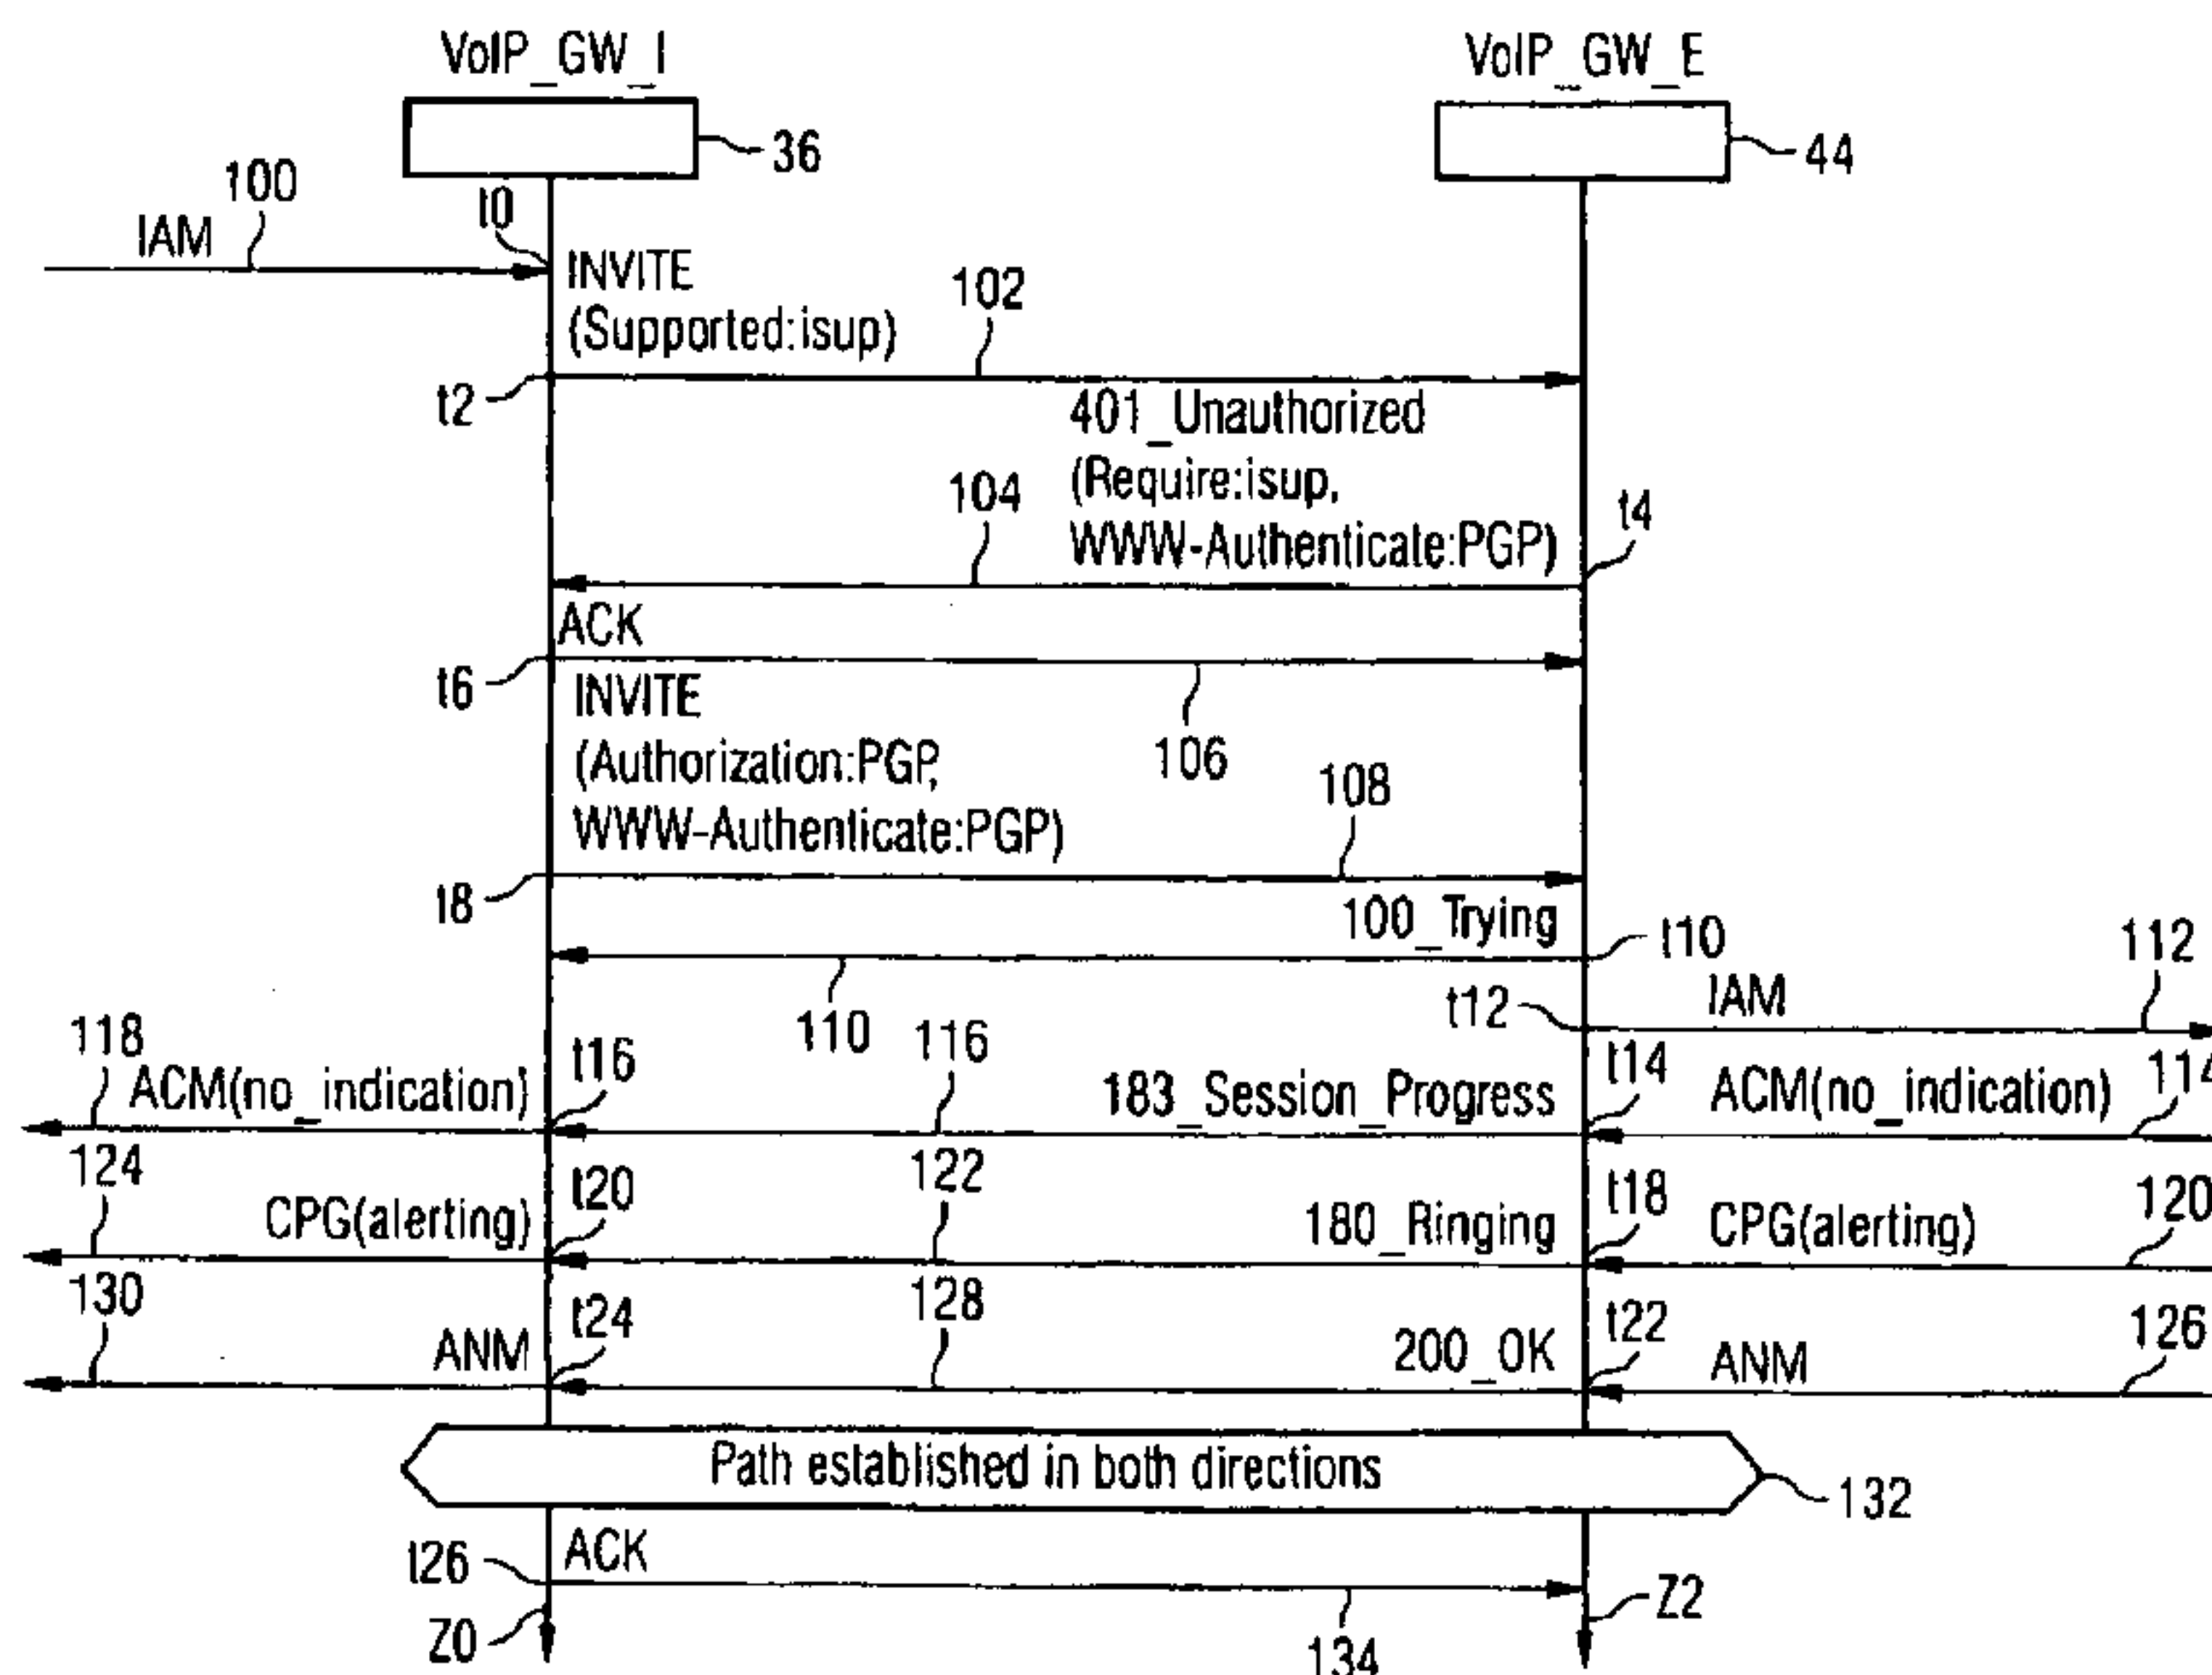 VoIP_GW_I
VoIP_GW_E
36
44
100
t0
IAM
INVITE
(Supported:isup)
102
t2
401_Unauthorized
(Require:isup,
WWW-Authenticate:PGP)
104
t4
ACK
t6
106
INVITE
(Authorization:PGP,
WWW-Authenticate:PGP)
108
t8
100_Trying
t10
110
112
t12
IAM
118
ACM(no_indication)
t16
116
183_Session_Progress
t14
ACM(no_indication)
114
124
CPG(alerting)
t20
122
180_Ringing
t18
CPG(alerting)
120
130
ANM
t24
128
200_OK
t22
ANM
126
Path established in both directions
132
t26
ACK
134
Z0
Z2